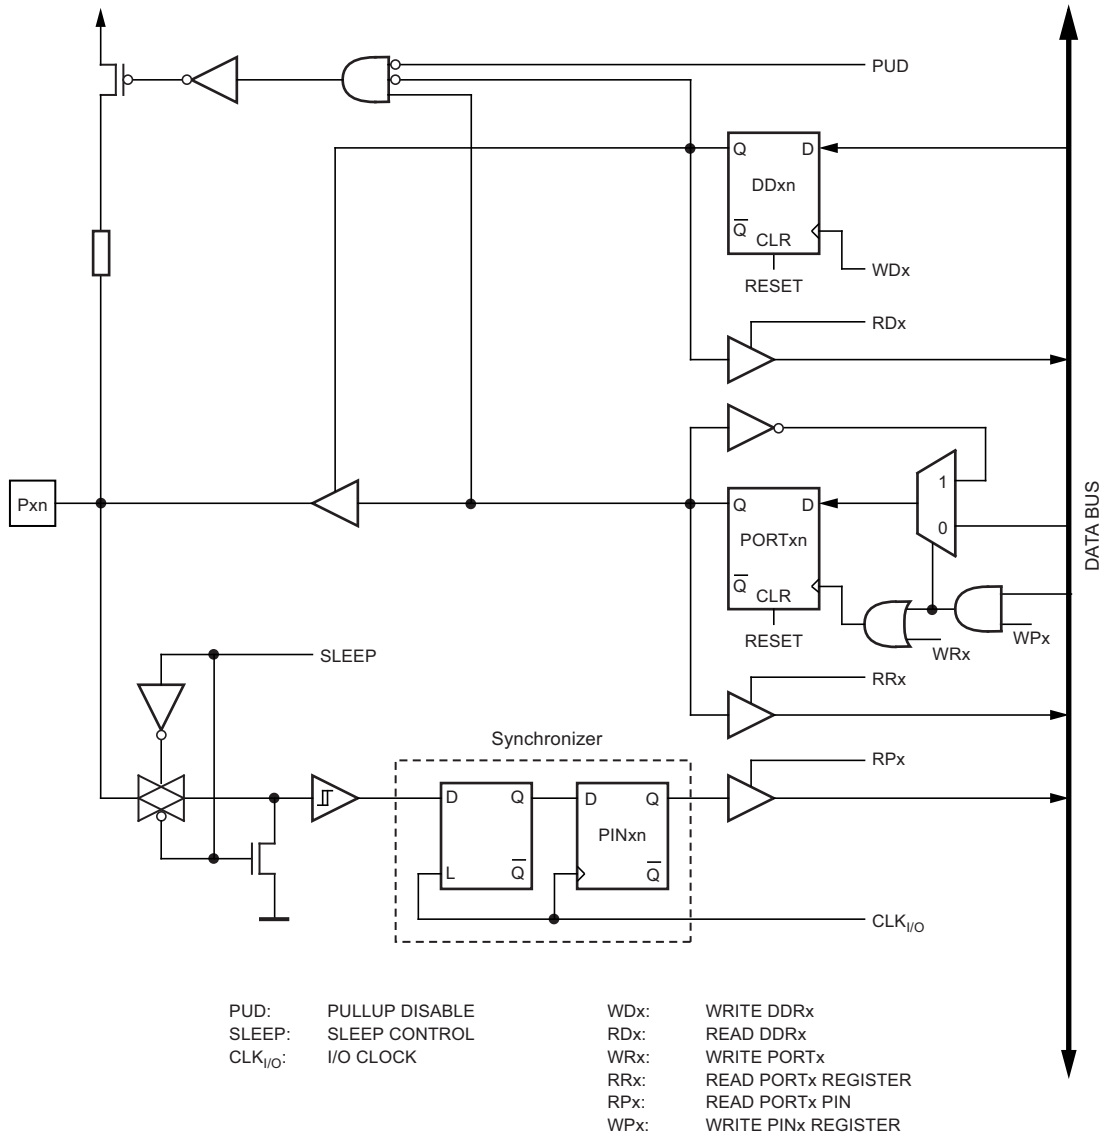 PUD
Q D
DDxn
Q
CLR
WDx
RESET
RDx
1
Pxn
Q D
0
PORTxn
DATA BUS
Q
CLR
RESET
WRx
WPx
SLEEP
RRx
Synchronizer
RPx
D Q
D Q
PINxn
L Q
Q
CLKI/O
PUD: PULLUP DISABLE
SLEEP: SLEEP CONTROL
CLKI/O: I/O CLOCK
WDx: WRITE DDRx
RDx: READ DDRx
WRx: WRITE PORTx
RRx: READ PORTx REGISTER
RPx: READ PORTx PIN
WPx: WRITE PINx REGISTER